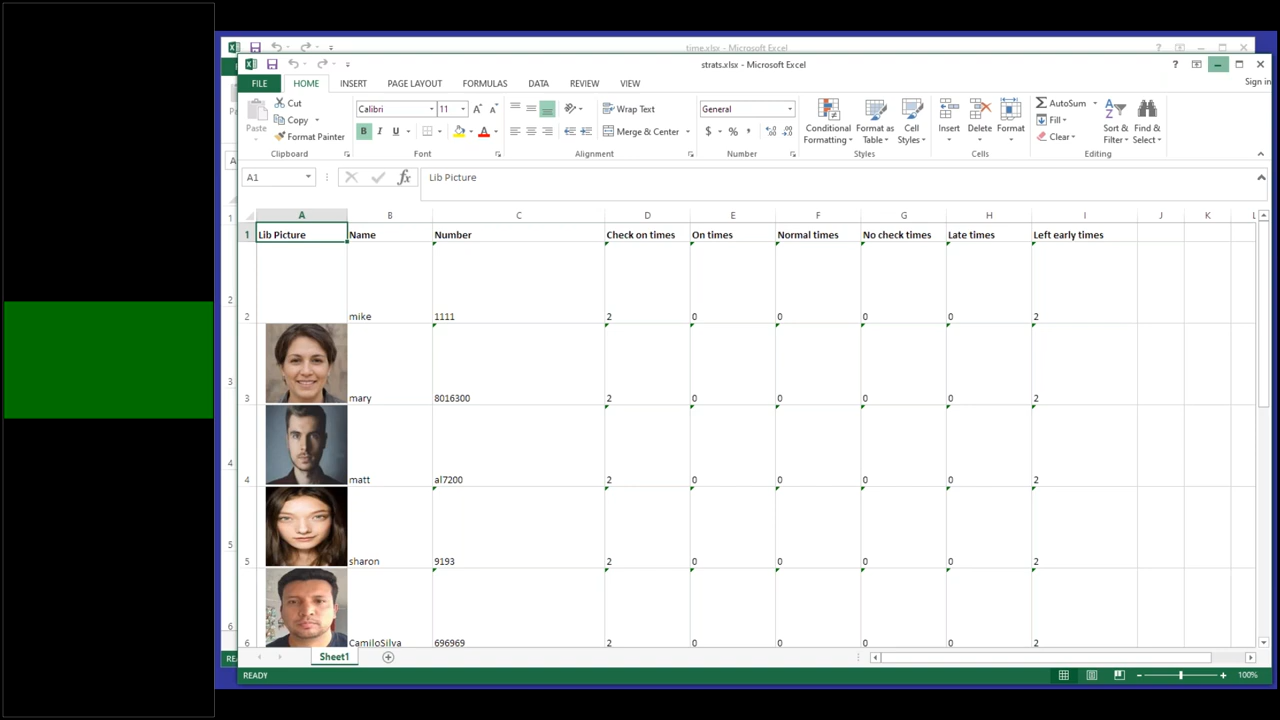 time.xlsx - Microsoft Excel
strats.xlsx - Microsoft Excel
FILE HOME INSERT PAGE LAYOUT FORMULAS DATA REVIEW VIEW Sign in
Paste Cut Copy Format Painter Clipboard
Calibri 11 B I U A Font
Wrap Text Merge & Center Alignment
General $ % Number
Conditional Formatting Format as Table Cell Styles Styles
Insert Delete Format Cells
AutoSum Fill Clear Sort & Filter Find & Select Editing
A1 fx Lib Picture
A B C D E F G H I J K L
1 Lib Picture Name Number Check on times On times Normal times No check times Late times Left early times
2 mike 1111 2 0 0 0 0 2
3 mary 8016300 2 0 0 0 0 2
4 matt al7200 2 0 0 0 0 2
5 sharon 9193 2 0 0 0 0 2
6 CamiloSilva 696969 2 0 0 0 0 2
Sheet1
READY 100%